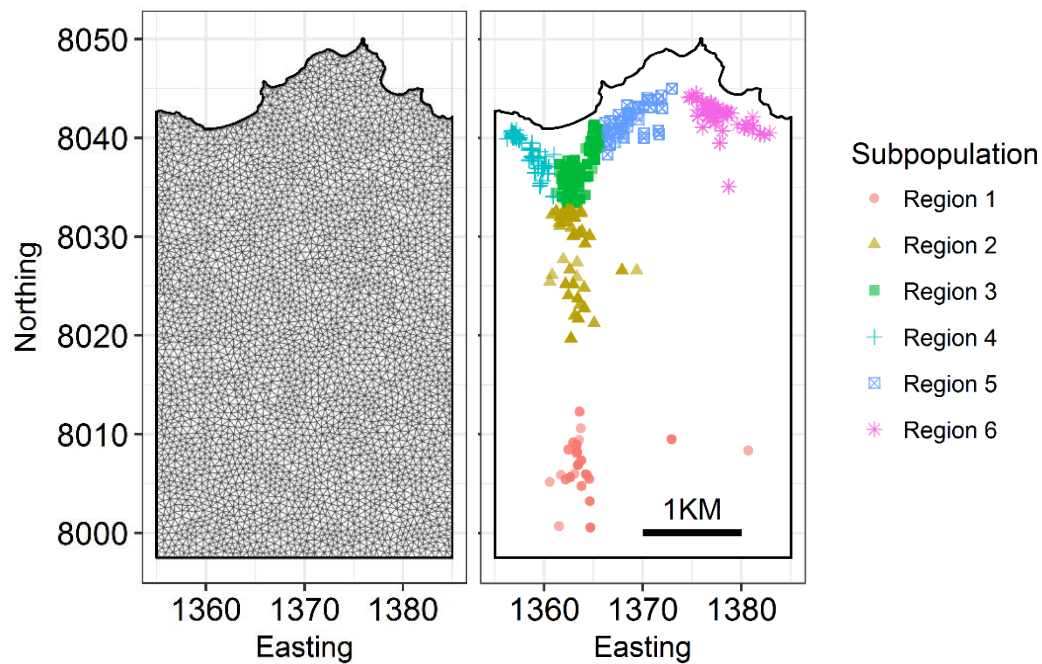 Northing
8050
8040
8030
8020
8010
8000
1360 1370 1380
Easting
1KM
1360 1370 1380
Easting
Subpopulation
Region 1
Region 2
Region 3
Region 4
Region 5
Region 6